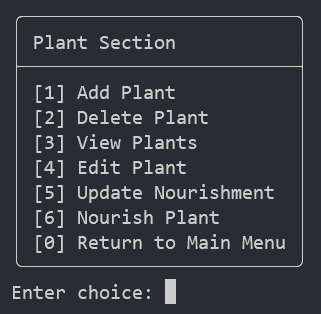 Plant Section
[1] Add Plant
[2] Delete Plant
[3] View Plants
[4] Edit Plant
[5] Update Nourishment
[6] Nourish Plant
[0] Return to Main Menu
Enter choice: